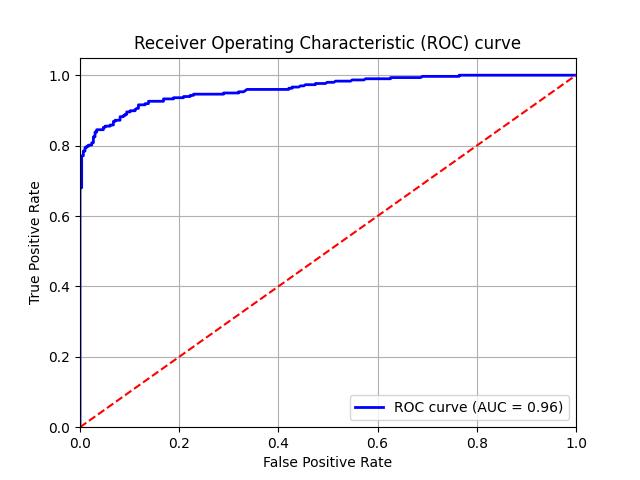 Receiver Operating Characteristic (ROC) curve
True Positive Rate
1.0
0.8
0.6
0.4
0.2
0.0
ROC curve (AUC = 0.96)
0.0 0.2 0.4 0.6 0.8 1.0
False Positive Rate